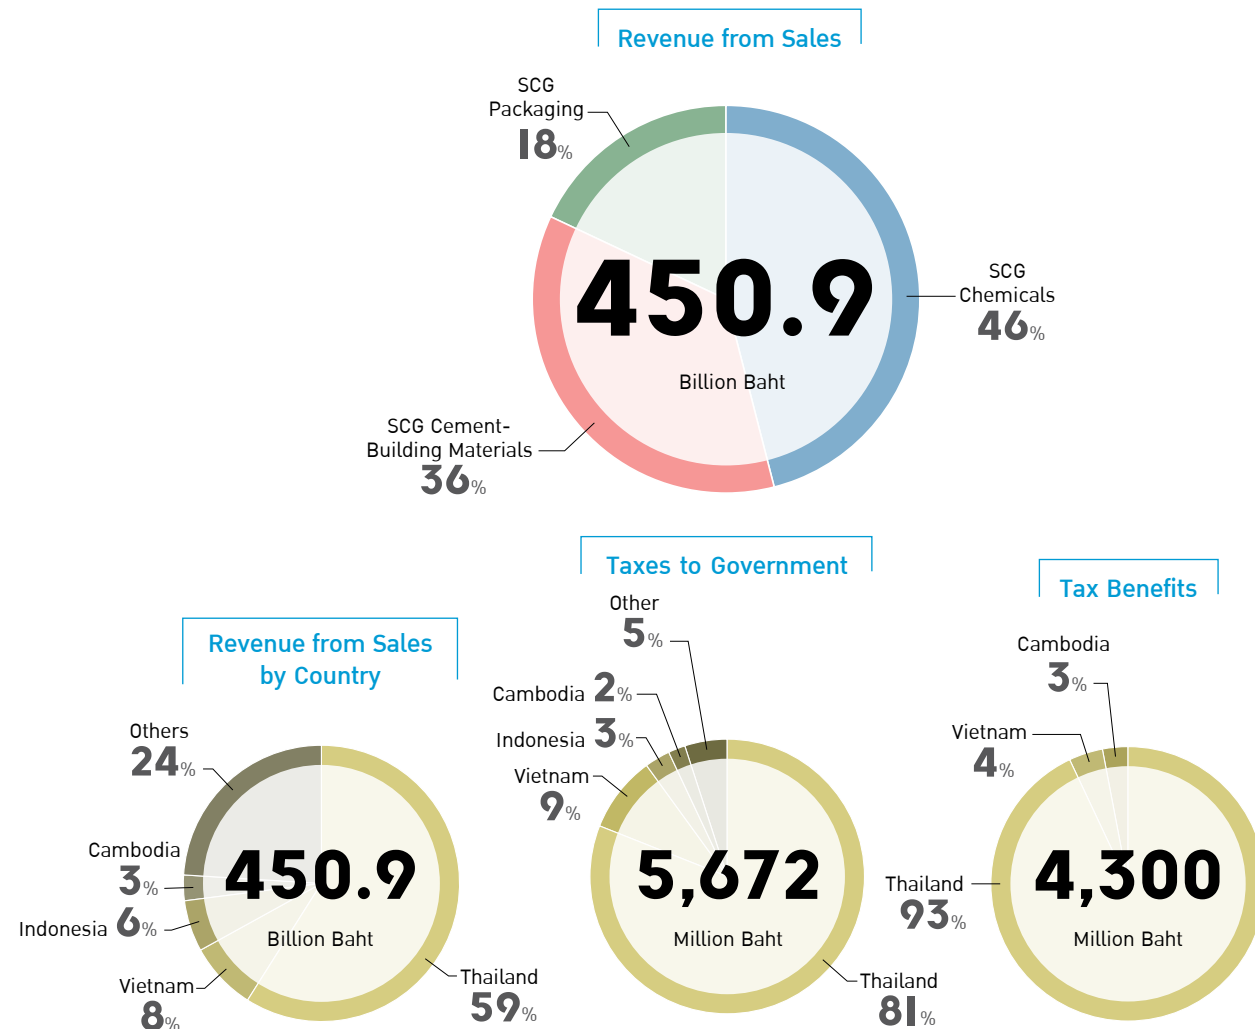 Revenue from Sales
SCG
Packaging
18%
450.9
Billion Baht
SCG
Chemicals
46%
SCG Cement-
Building Materials
36%
Revenue from Sales
by Country
Others
24%
Cambodia
3%
Indonesia 6%
Vietnam
8%
450.9
Billion Baht
Thailand
59%
Taxes to Government
Other
5%
Cambodia 2%
Indonesia 3%
Vietnam
9%
5,672
Million Baht
Thailand
81%
Tax Benefits
Cambodia
3%
Vietnam
4%
Thailand
93%
4,300
Million Baht